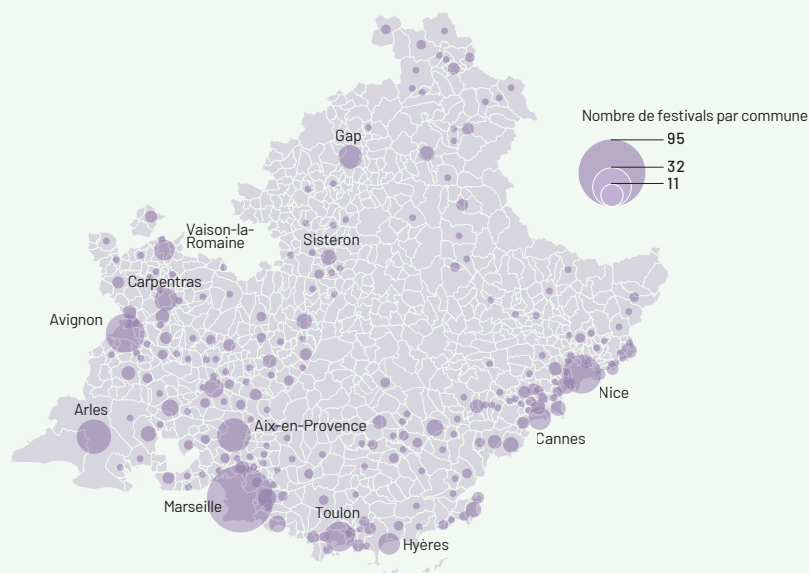 Nombre de festivals par commune
95
32
11
Gap
Vaison-la-
Romaine
Sisteron
Carpentras
Avignon
Nice
Arles
Aix-en-Provence
Cannes
Marseille
Toulon
Hyères